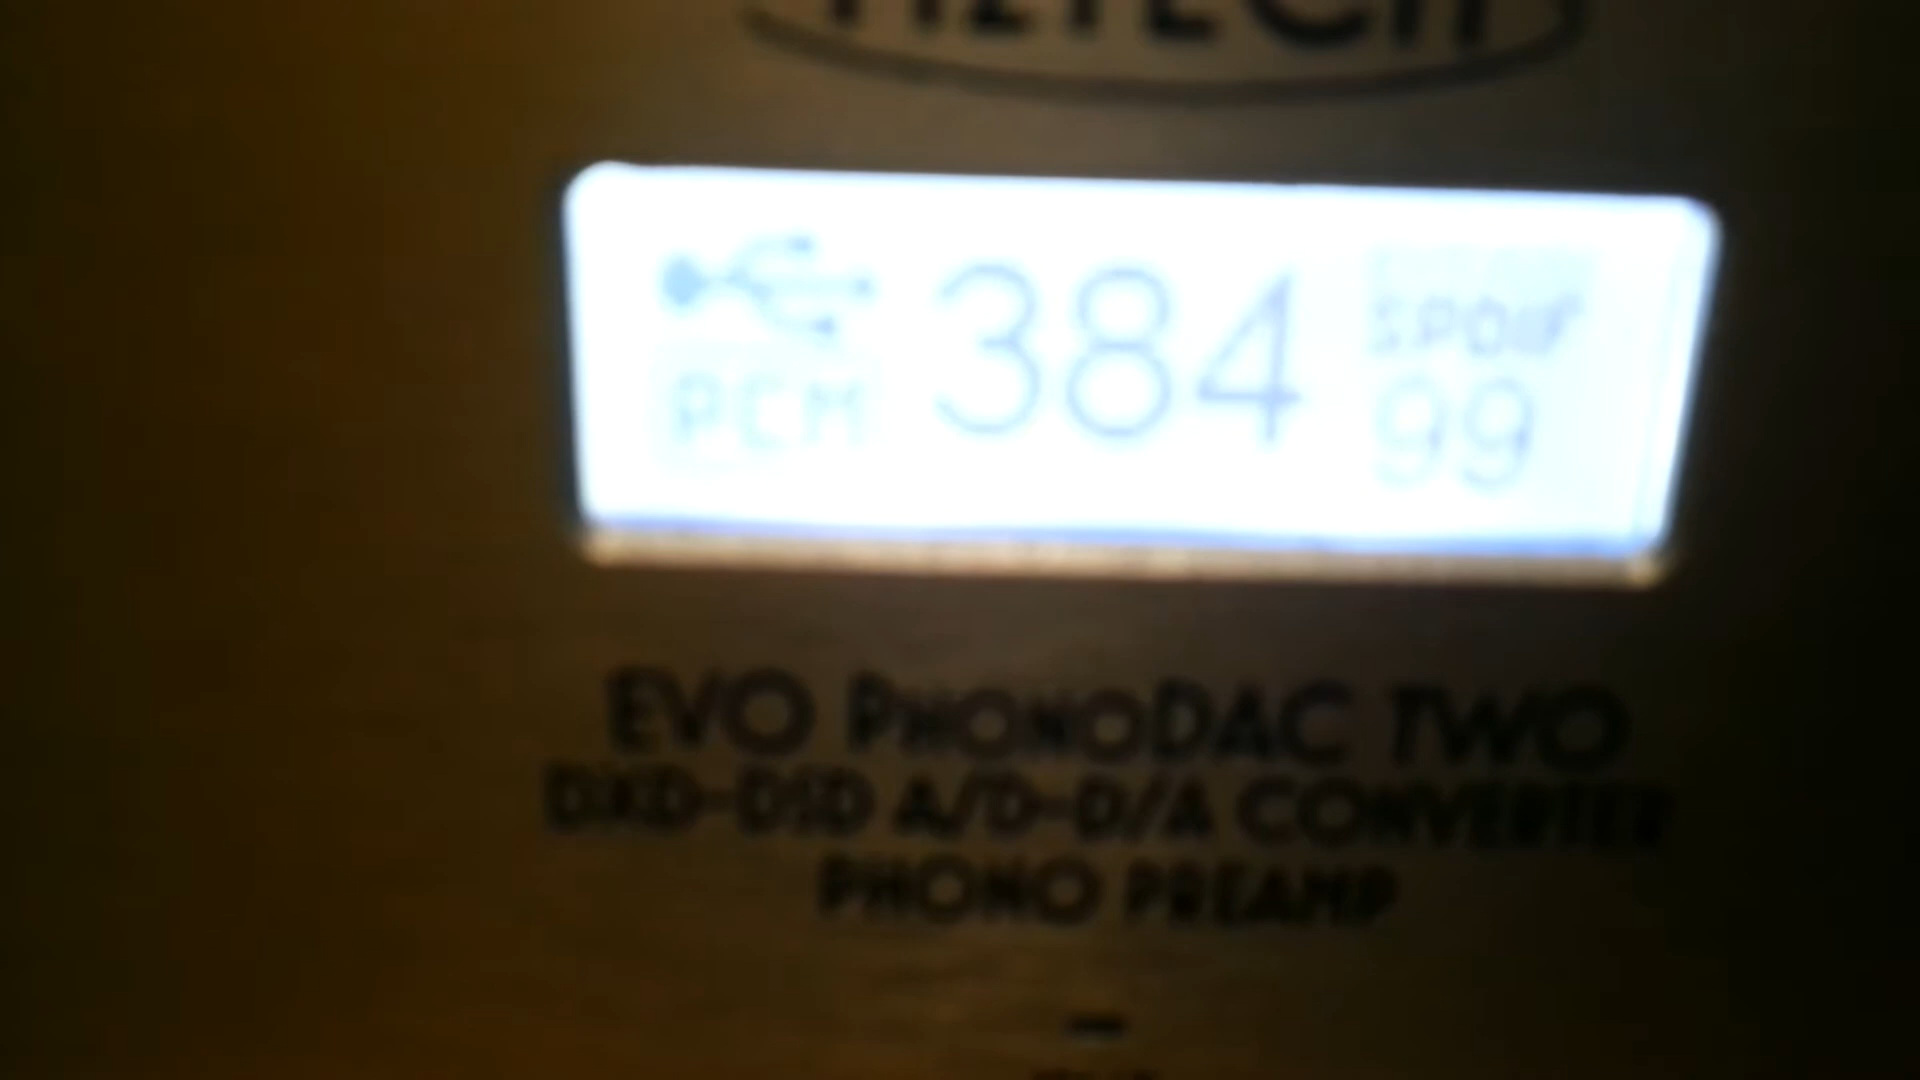 384
SPDIF
PCM
99
EVO PHONODAC TWO
DXD-DSD A/D-D/A CONVERTER
PHONO PREAMP